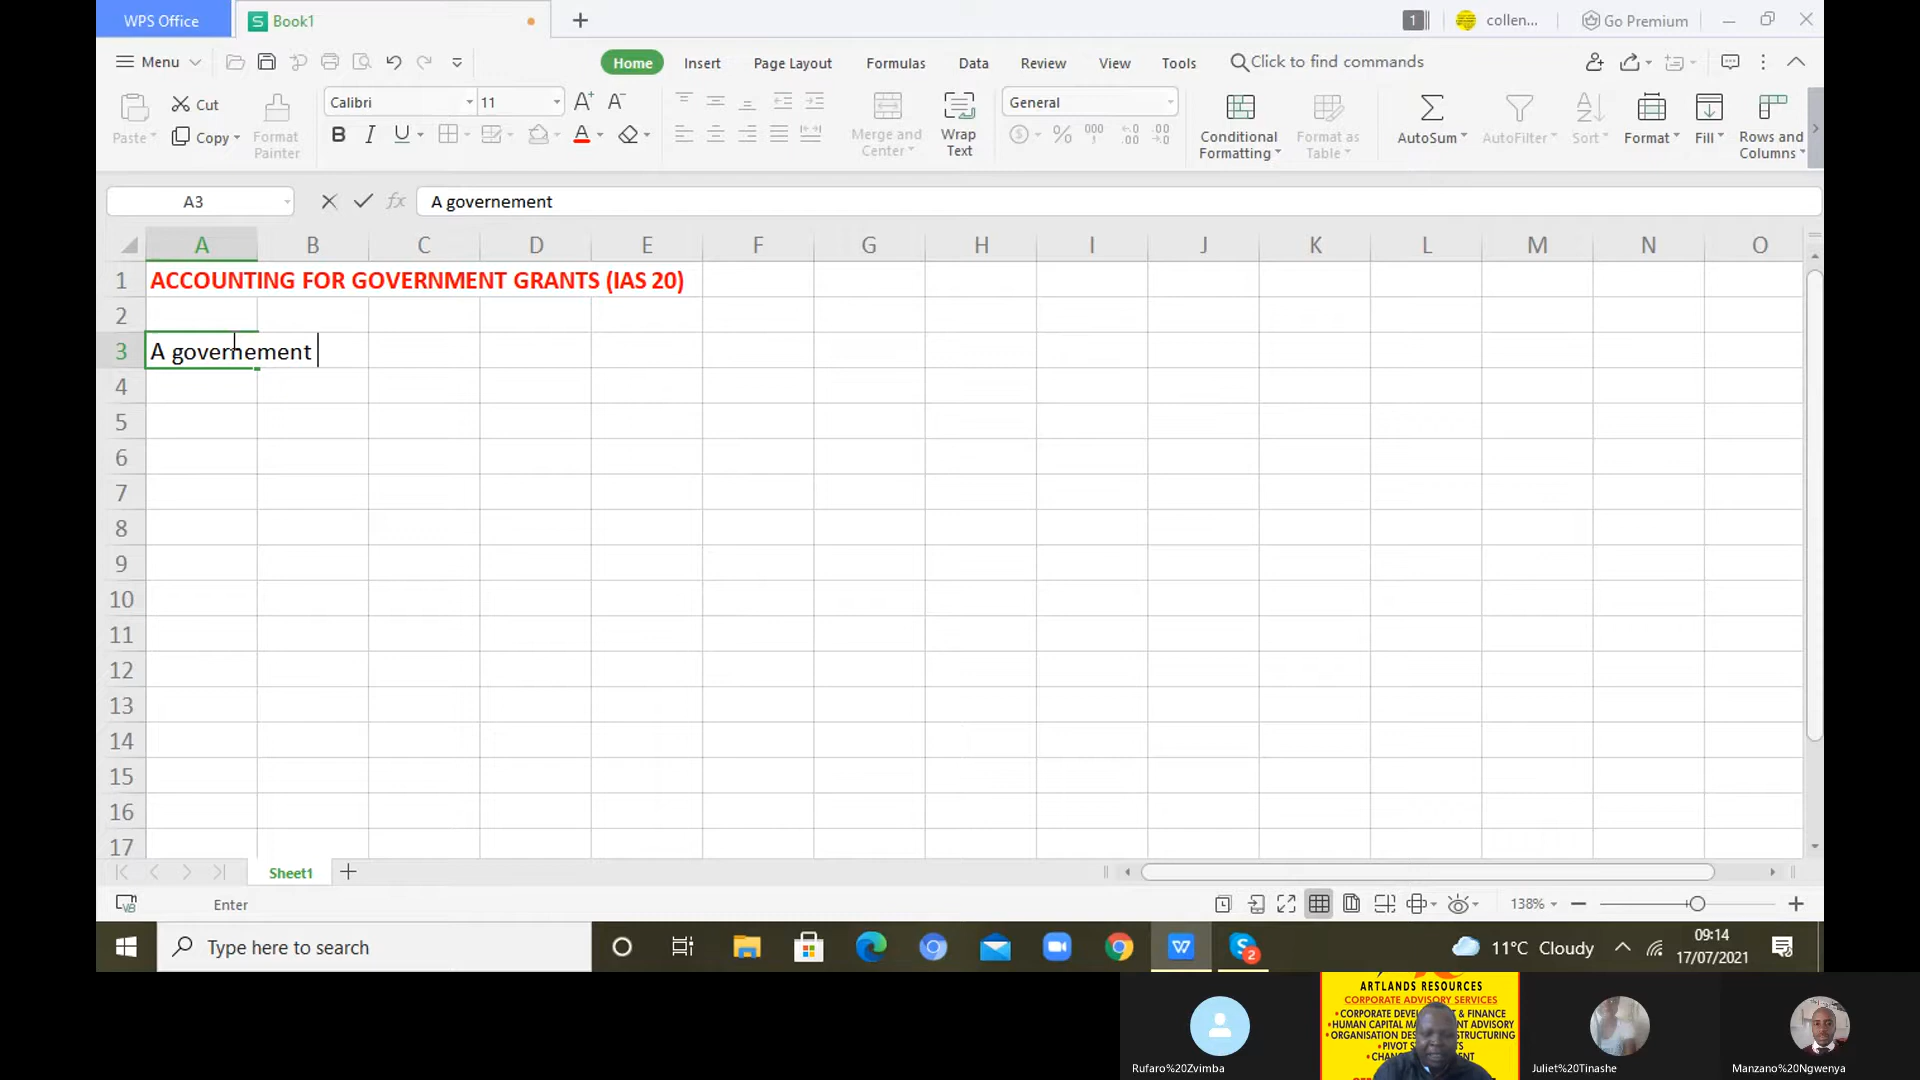 WPS Office
S Book1
1
collen...
Go Premium
Menu
Home
Insert
Page Layout
Formulas
Data
Review
View
Tools
Click to find commands
Paste
Cut
Copy
Format Painter
Calibri
11
B I U
A
Merge and Center
Wrap Text
General
Conditional Formatting
Format as Table
AutoSum
AutoFilter
Sort
Format
Fill
Rows and Columns
A3
fx
A governement
A B C D E F G H I J K L M N O
1 ACCOUNTING FOR GOVERNMENT GRANTS (IAS 20)
2
3 A governement
4
5
6
7
8
9
10
11
12
13
14
15
16
17
Sheet1
Enter
138%
Type here to search
2
11°C Cloudy
09:14
17/07/2021
ARTLANDS RESOURCES
CORPORATE ADVISORY SERVICES
Rufaro%20Zvimba
Juliet%20Tinashe
Manzano%20Ngwenya